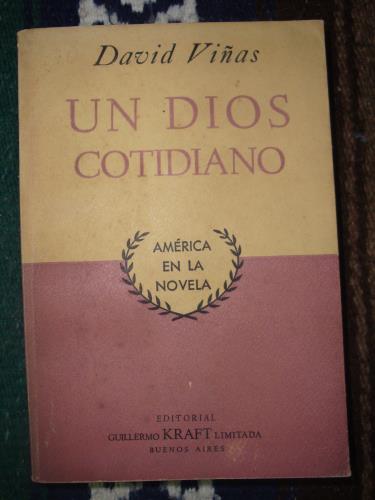 David Viñas
UN DIOS
COTIDIANO
AMÉRICA
EN LA
NOVELA
EDITORIAL
GUILLERMO KRAFT LIMITADA
BUENOS AIRES